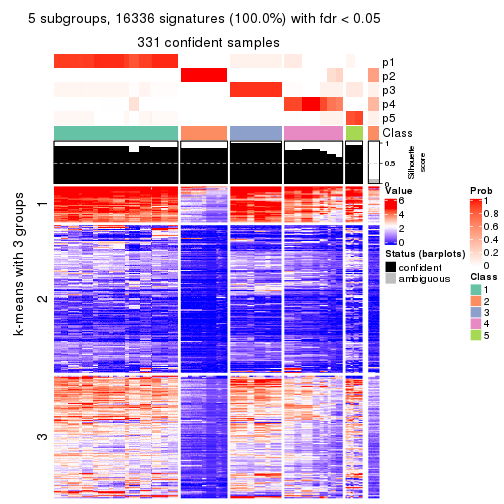 5 subgroups, 16336 signatures (100.0%) with fdr < 0.05
331 confident samples
p1
p2
p3
p4
p5
Class
1
0.5
0
Silhouette
score
k-means with 3 groups
1
2
3
Value
6
4
2
0
Status (barplots)
confident
ambiguous
Prob
1
0.8
0.6
0.4
0.2
0
Class
1
2
3
4
5